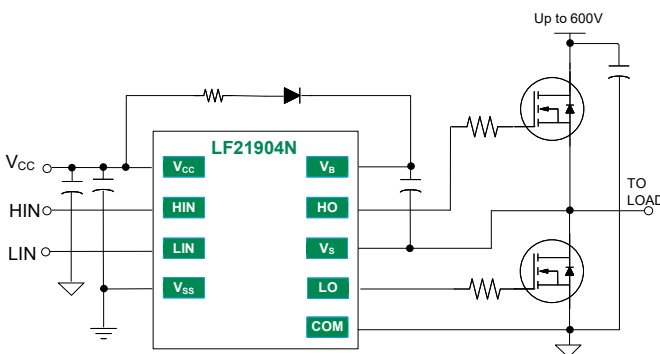 Up to 600V
LF21904N
VCC
VCC
VB
HIN
HIN
HO
TO
LOAD
LIN
LIN
VS
VSS
LO
COM